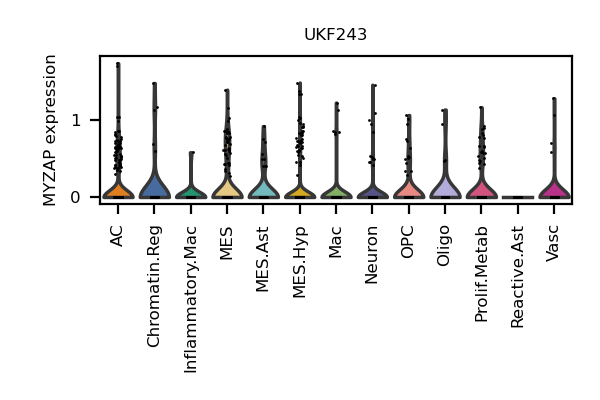 UKF243
MYZAP expression
1
0
AC
Chromatin.Reg
Inflammatory.Mac
MES
MES.Ast
MES.Hyp
Mac
Neuron
OPC
Oligo
Prolif.Metab
Reactive.Ast
Vasc